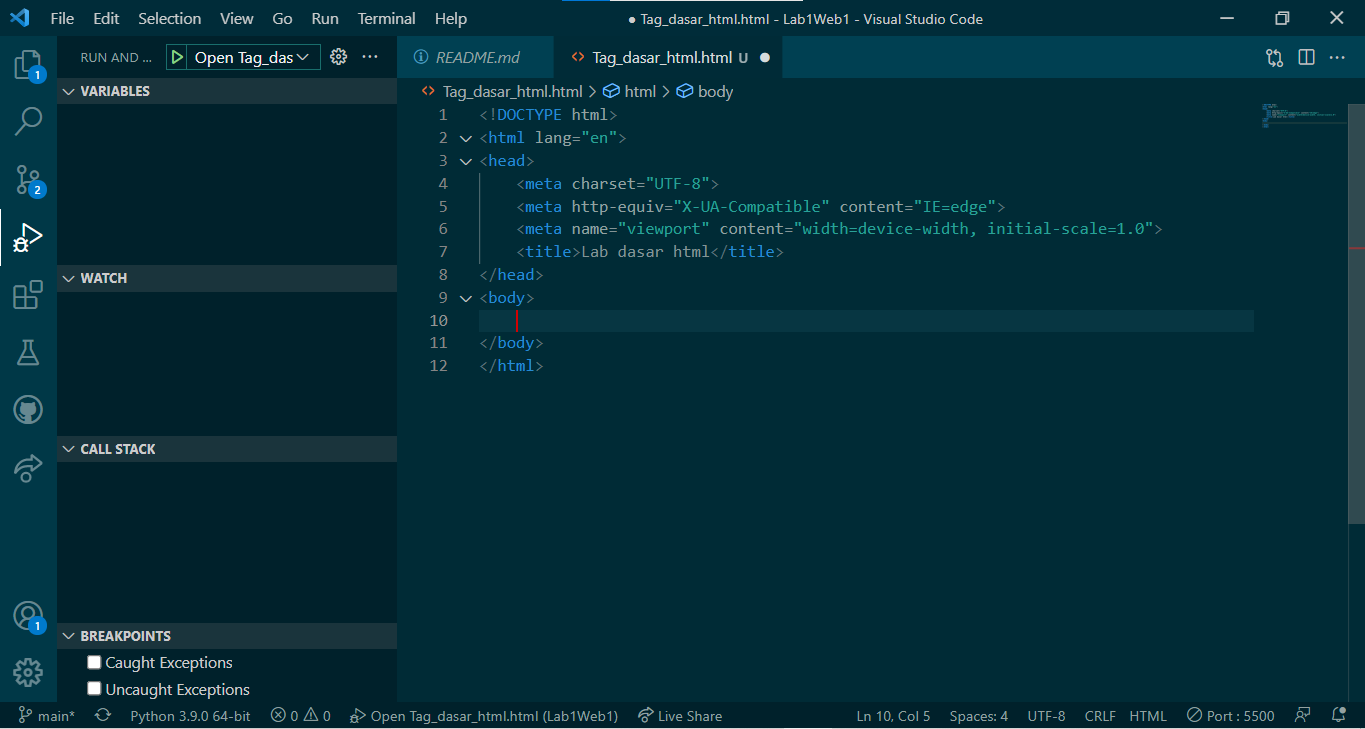 File Edit Selection View Go Run Terminal Help ● Tag_dasar_html.html - Lab1Web1 - Visual Studio Code
RUN AND ... Open Tag_das
README.md Tag_dasar_html.html U
Tag_dasar_html.html > html > body
1
2
1
VARIABLES
WATCH
CALL STACK
BREAKPOINTS
Caught Exceptions
Uncaught Exceptions
1 <!DOCTYPE html>
2 <html lang="en">
3 <head>
4 <meta charset="UTF-8">
5 <meta http-equiv="X-UA-Compatible" content="IE=edge">
6 <meta name="viewport" content="width=device-width, initial-scale=1.0">
7 <title>Lab dasar html</title>
8 </head>
9 <body>
10
11 </body>
12 </html>
main* Python 3.9.0 64-bit 0 0 Open Tag_dasar_html.html (Lab1Web1) Live Share Ln 10, Col 5 Spaces: 4 UTF-8 CRLF HTML Port : 5500